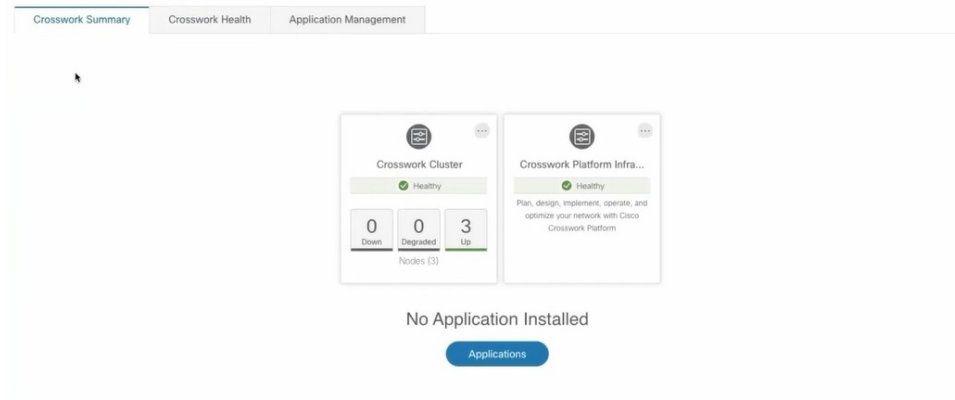 Crosswork Summary
Crosswork Health
Application Management
Crosswork Cluster
Healthy
0
Down
0
Degraded
3
Up
Nodes (3)
Crosswork Platform Infra...
Healthy
Plan, design, implement, operate, and
optimize your network with Cisco
Crosswork Platform
No Application Installed
Applications